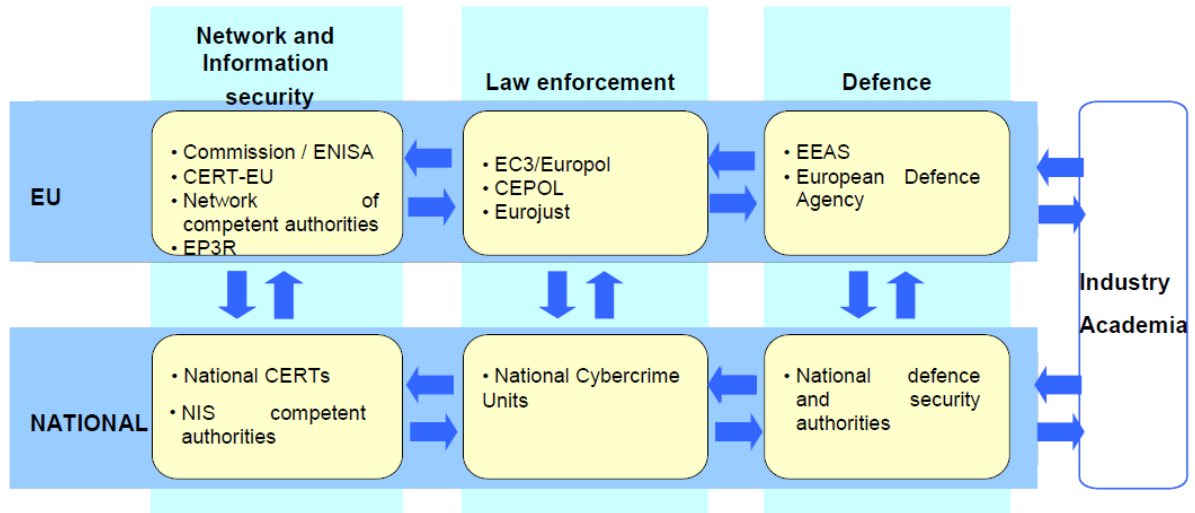 Network and
Information
security
Law enforcement
Defence
EU
• Commission / ENISA
• CERT-EU
• Network of
competent authorities
• EP3R
• EC3/Europol
• CEPOL
• Eurojust
• EEAS
• European Defence
Agency
Industry
Academia
NATIONAL
• National CERTs
• NIS competent
authorities
• National Cybercrime
Units
• National defence
and security
authorities